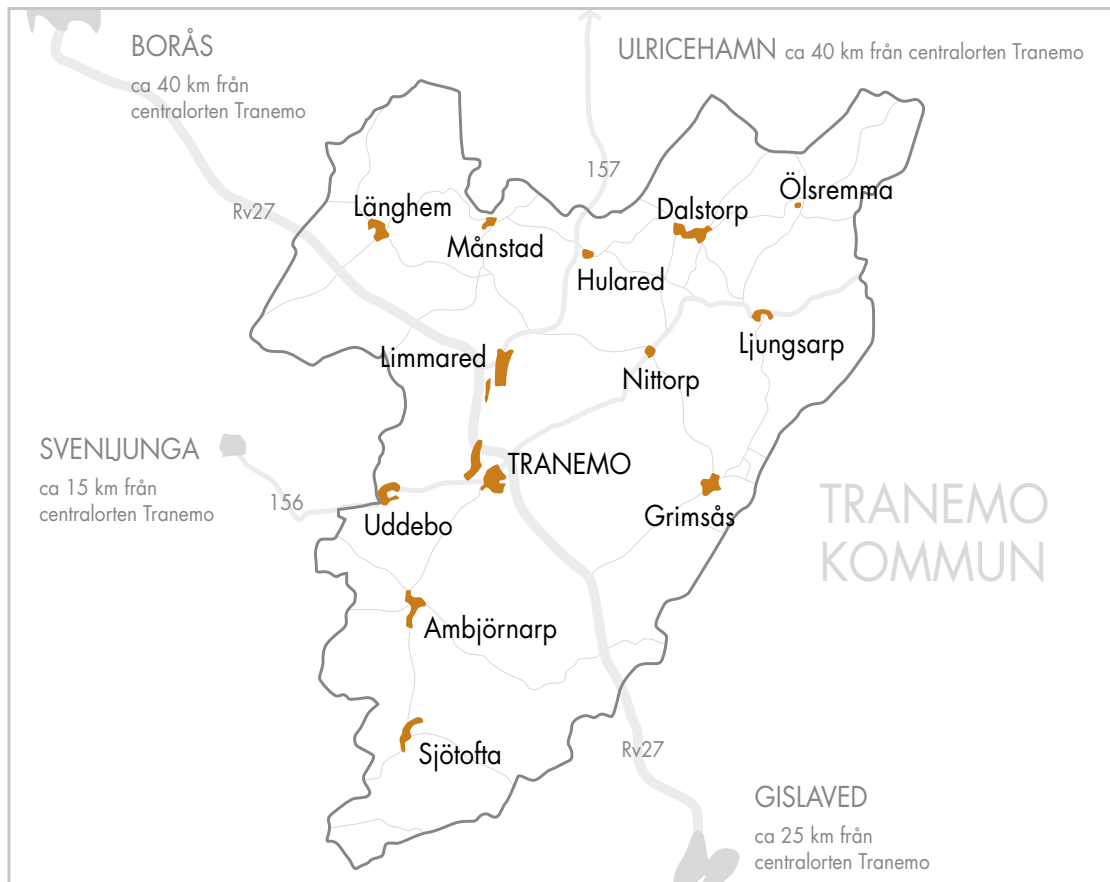 BORÅS
ca 40 km från
centralorten Tranemo
ULRICEHAMN ca 40 km från centralorten Tranemo
157
Rv27
Länghem
Månstad
Hulared
Dalstorp
Ölsremma
Limmared
Nittorp
Ljungsarp
SVENLJUNGA
ca 15 km från
centralorten Tranemo
156
TRANEMO
Uddebo
Grimsås
TRANEMO
KOMMUN
Ambjörnarp
Sjötofta
Rv27
GISLAVED
ca 25 km från
centralorten Tranemo